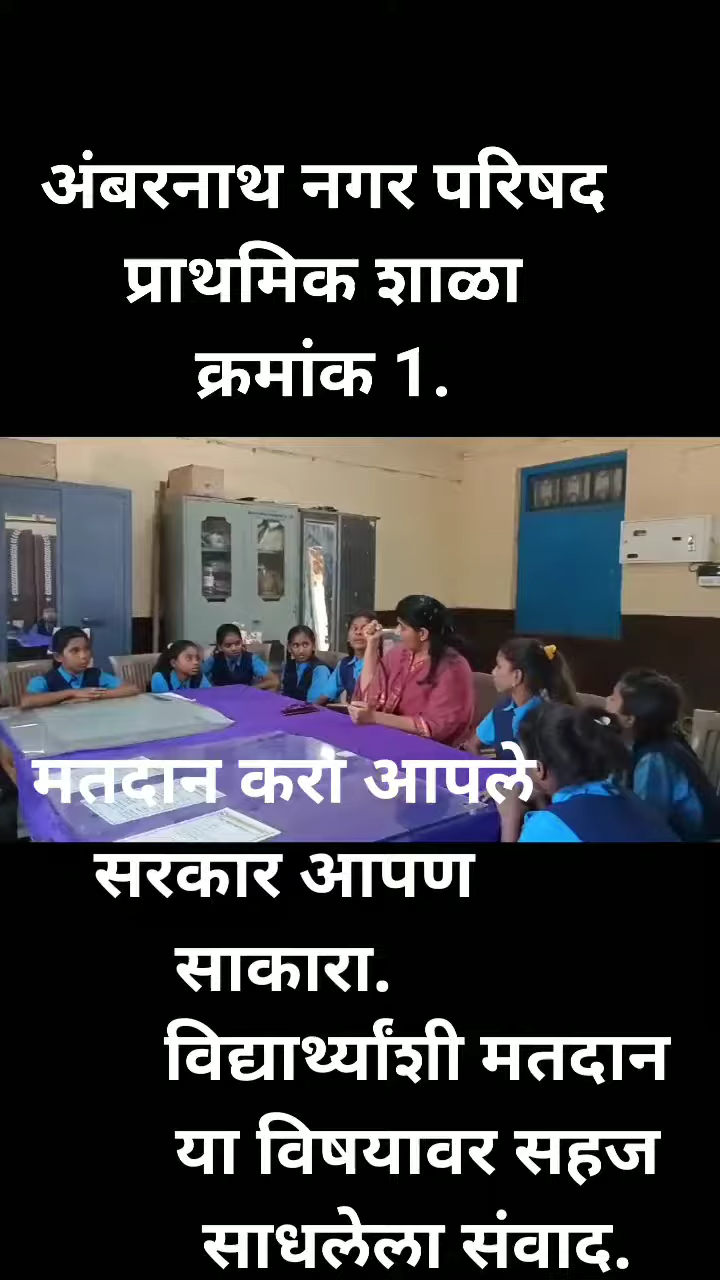 अंबरनाथ नगर परिषद
प्राथमिक शाळा
क्रमांक 1.
मतदान करा आपले
सरकार आपण
साकारा.
विद्यार्थ्यांशी मतदान
या विषयावर सहज
साधलेला संवाद.